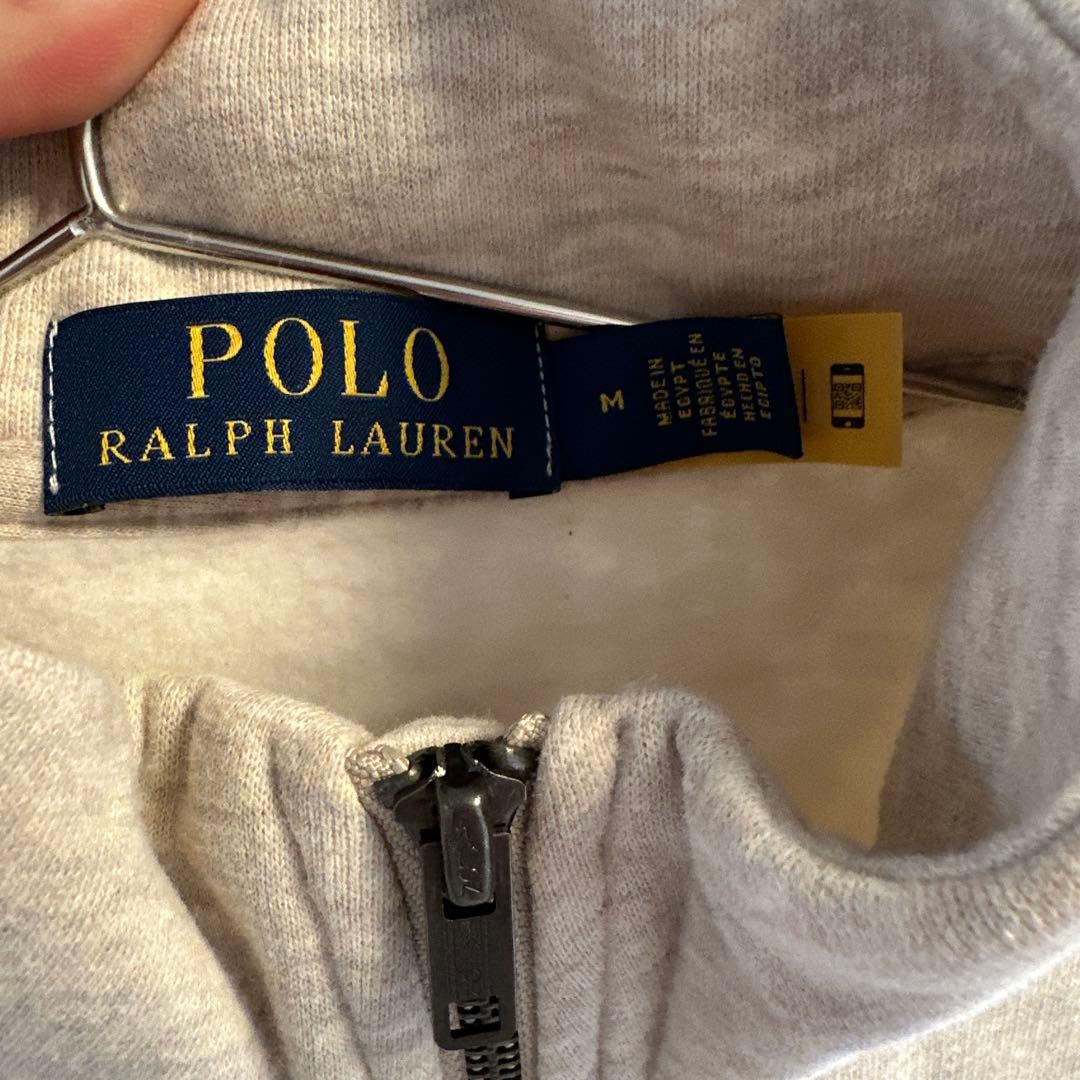 POLO
RALPH LAUREN
M
MADE IN
EGYPT
FABRIQUÉ EN
ÉGYPTE
HECHO EN
EGIPTO